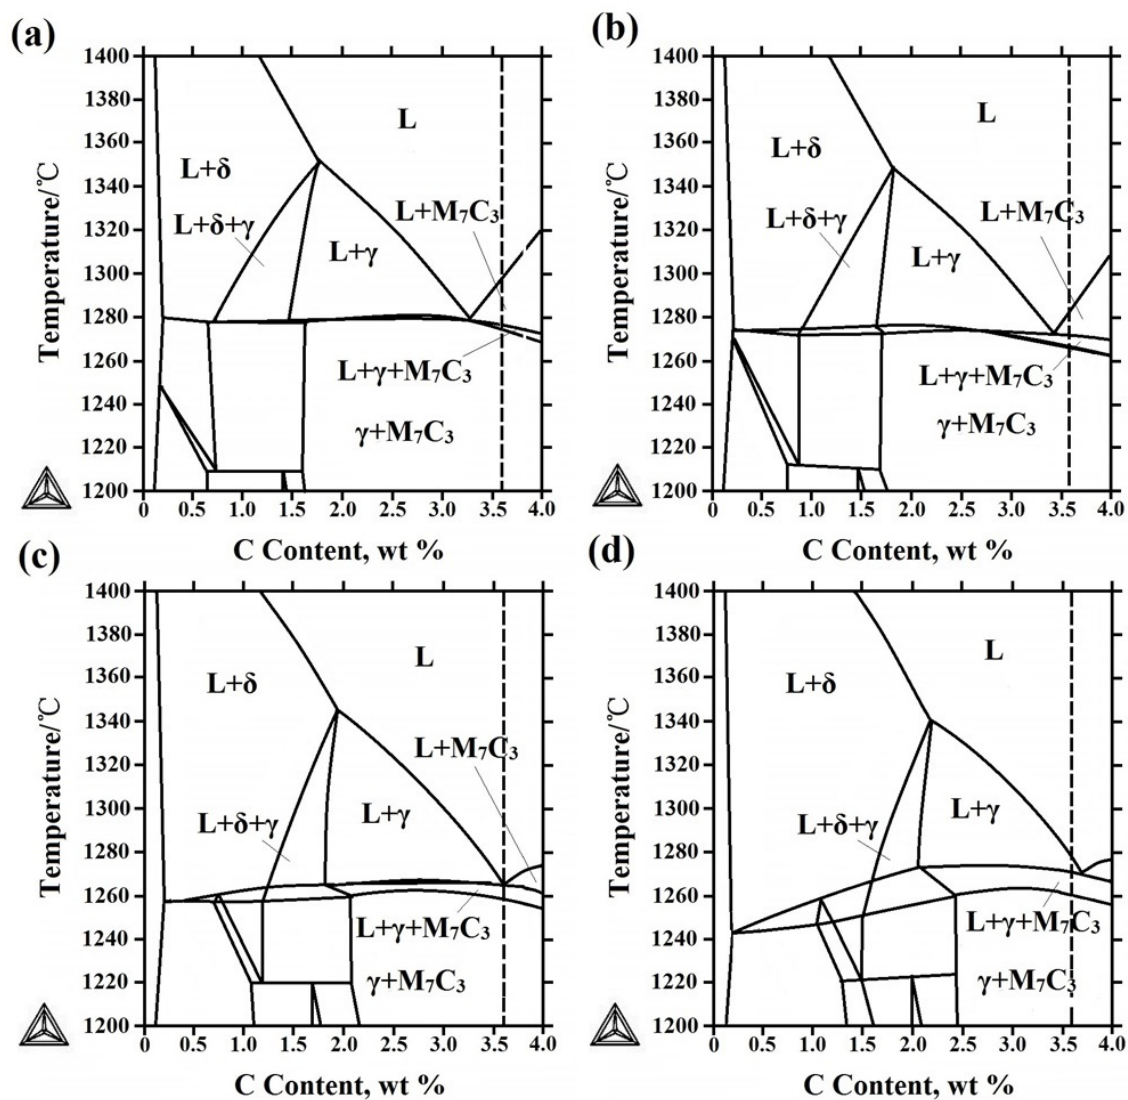 (a)
1400
1380
1360
1340
1320
1300
1280
1260
1240
1220
1200
Temperature/℃
L
L+δ
L+δ+γ
L+γ
L+M₇C₃
L+γ+M₇C₃
γ+M₇C₃
0 0.5 1.0 1.5 2.0 2.5 3.0 3.5 4.0
C Content, wt %
(b)
1400
1380
1360
1340
1320
1300
1280
1260
1240
1220
1200
Temperature/℃
L
L+δ
L+δ+γ
L+γ
L+M₇C₃
L+γ+M₇C₃
γ+M₇C₃
0 0.5 1.0 1.5 2.0 2.5 3.0 3.5 4.0
C Content, wt %
(c)
1400
1380
1360
1340
1320
1300
1280
1260
1240
1220
1200
Temperature/℃
L
L+δ
L+M₇C₃
L+γ
L+δ+γ
L+γ+M₇C₃
γ+M₇C₃
0 0.5 1.0 1.5 2.0 2.5 3.0 3.5 4.0
C Content, wt %
(d)
1400
1380
1360
1340
1320
1300
1280
1260
1240
1220
1200
Temperature/℃
L
L+δ
L+γ
L+δ+γ
L+γ+M₇C₃
γ+M₇C₃
0 0.5 1.0 1.5 2.0 2.5 3.0 3.5 4.0
C Content, wt %